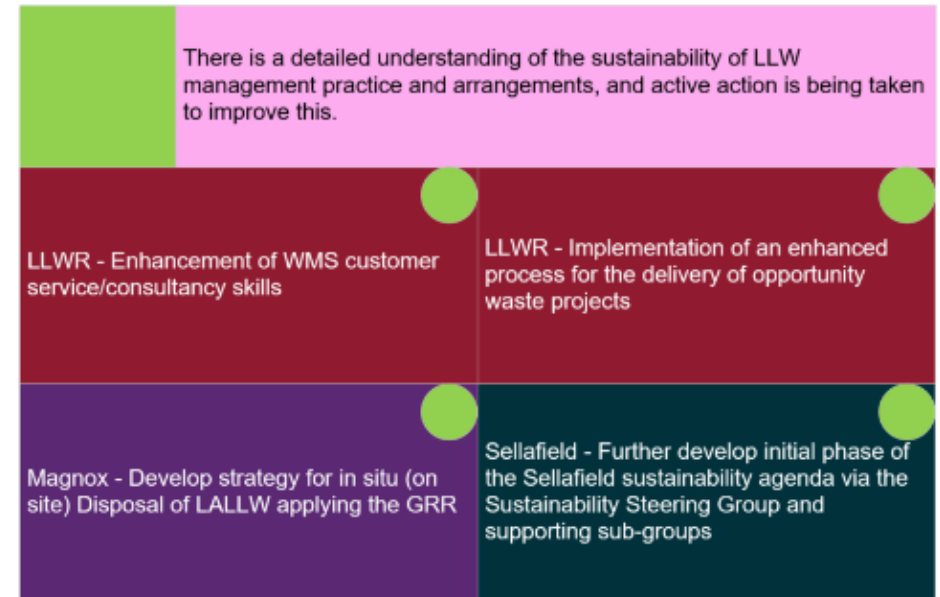 There is a detailed understanding of the sustainability of LLW
management practice and arrangements, and active action is being taken
to improve this.
LLWR - Enhancement of WMS customer
service/consultancy skills
LLWR - Implementation of an enhanced
process for the delivery of opportunity
waste projects
Magnox - Develop strategy for in situ (on
site) Disposal of LALLW applying the GRR
Sellafield - Further develop initial phase of
the Sellafield sustainability agenda via the
Sustainability Steering Group and
supporting sub-groups